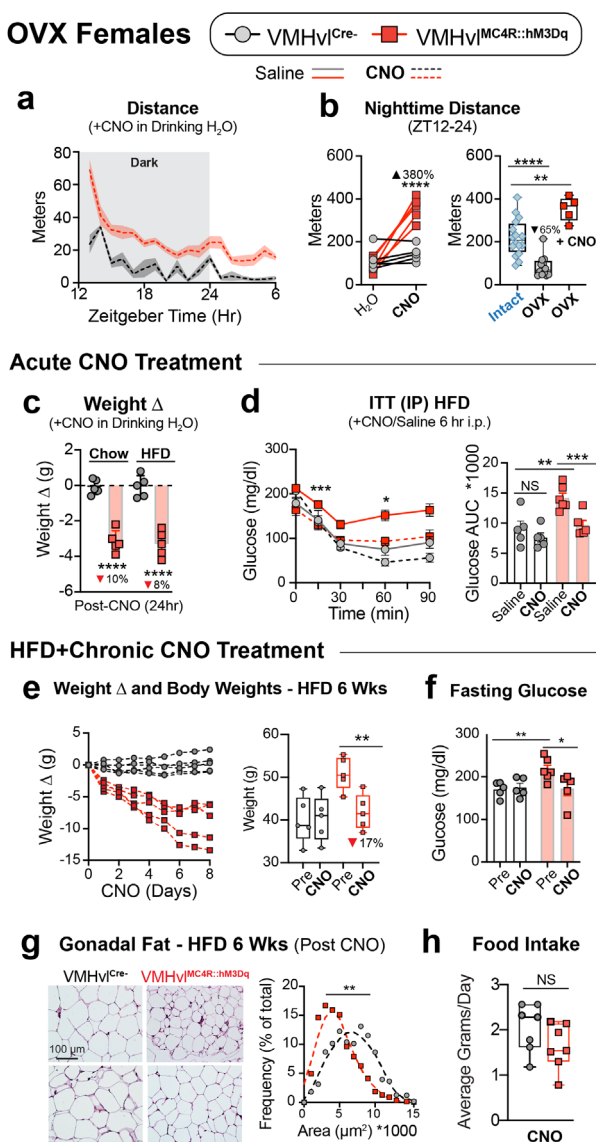 OVX Females
VMHvl^Cre-
VMHvl^MC4R::hM3Dq
Saline
CNO
a
Distance
(+CNO in Drinking H₂O)
Dark
80
60
40
20
0
Meters
12
18
24
6
Zeitgeber Time (Hr)
b
Nighttime Distance
(ZT12-24)
▲380%
****
600
400
200
0
Meters
H₂O
CNO
****
**
600
400
200
0
Meters
▼65%
+ CNO
Intact
OVX
OVX
Acute CNO Treatment
c
Weight Δ
(+CNO in Drinking H₂O)
Chow
HFD
2
0
-2
-4
-6
Weight Δ (g)
****
▼10%
****
▼8%
Post-CNO (24hr)
d
ITT (IP) HFD
(+CNO/Saline 6 hr i.p.)
300
200
100
0
Glucose (mg/dl)
***
*
0
30
60
90
Time (min)
20
15
10
5
0
Glucose AUC *1000
NS
**
***
Saline
CNO
Saline
CNO
HFD+Chronic CNO Treatment
e
Weight Δ and Body Weights - HFD 6 Wks
5
0
-5
-10
-15
Weight Δ (g)
0
2
4
6
8
CNO (Days)
60
50
40
30
Weight (g)
**
▼17%
Pre
CNO
Pre
CNO
f
Fasting Glucose
300
200
100
0
Glucose (mg/dl)
**
*
Pre
CNO
Pre
CNO
g
Gonadal Fat - HFD 6 Wks (Post CNO)
VMHvl^Cre-
VMHvl^MC4R::hM3Dq
100 µm
20
15
10
5
0
Frequency (% of total)
**
0
5
10
15
Area (µm²) *1000
h
Food Intake
NS
3
2
1
0
Average Grams/Day
CNO